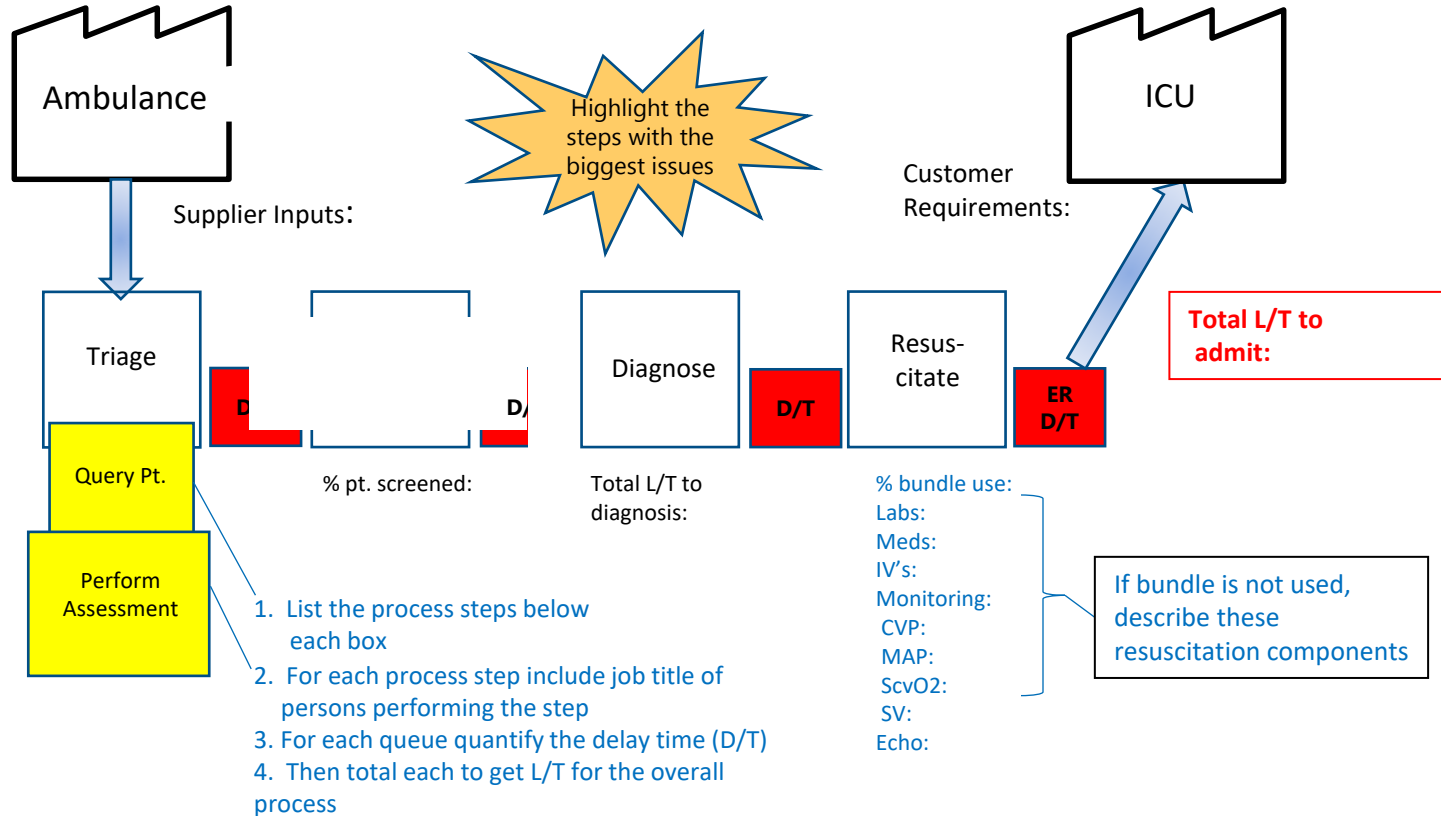 Ambulance
Highlight the
steps with the
biggest issues
ICU
Customer
Requirements:
Supplier Inputs:
Triage
Diagnose
D/T
Resus-
citate
ER
D/T
Total L/T to
admit:
Query Pt.
Perform
Assessment
% pt. screened:
Total L/T to
diagnosis:
% bundle use:
Labs:
Meds:
IV's:
Monitoring:
CVP:
MAP:
ScvO2:
SV:
Echo:
If bundle is not used,
describe these
resuscitation components
1. List the process steps below
each box
2. For each process step include job title of
persons performing the step
3. For each queue quantify the delay time (D/T)
4. Then total each to get L/T for the overall
process